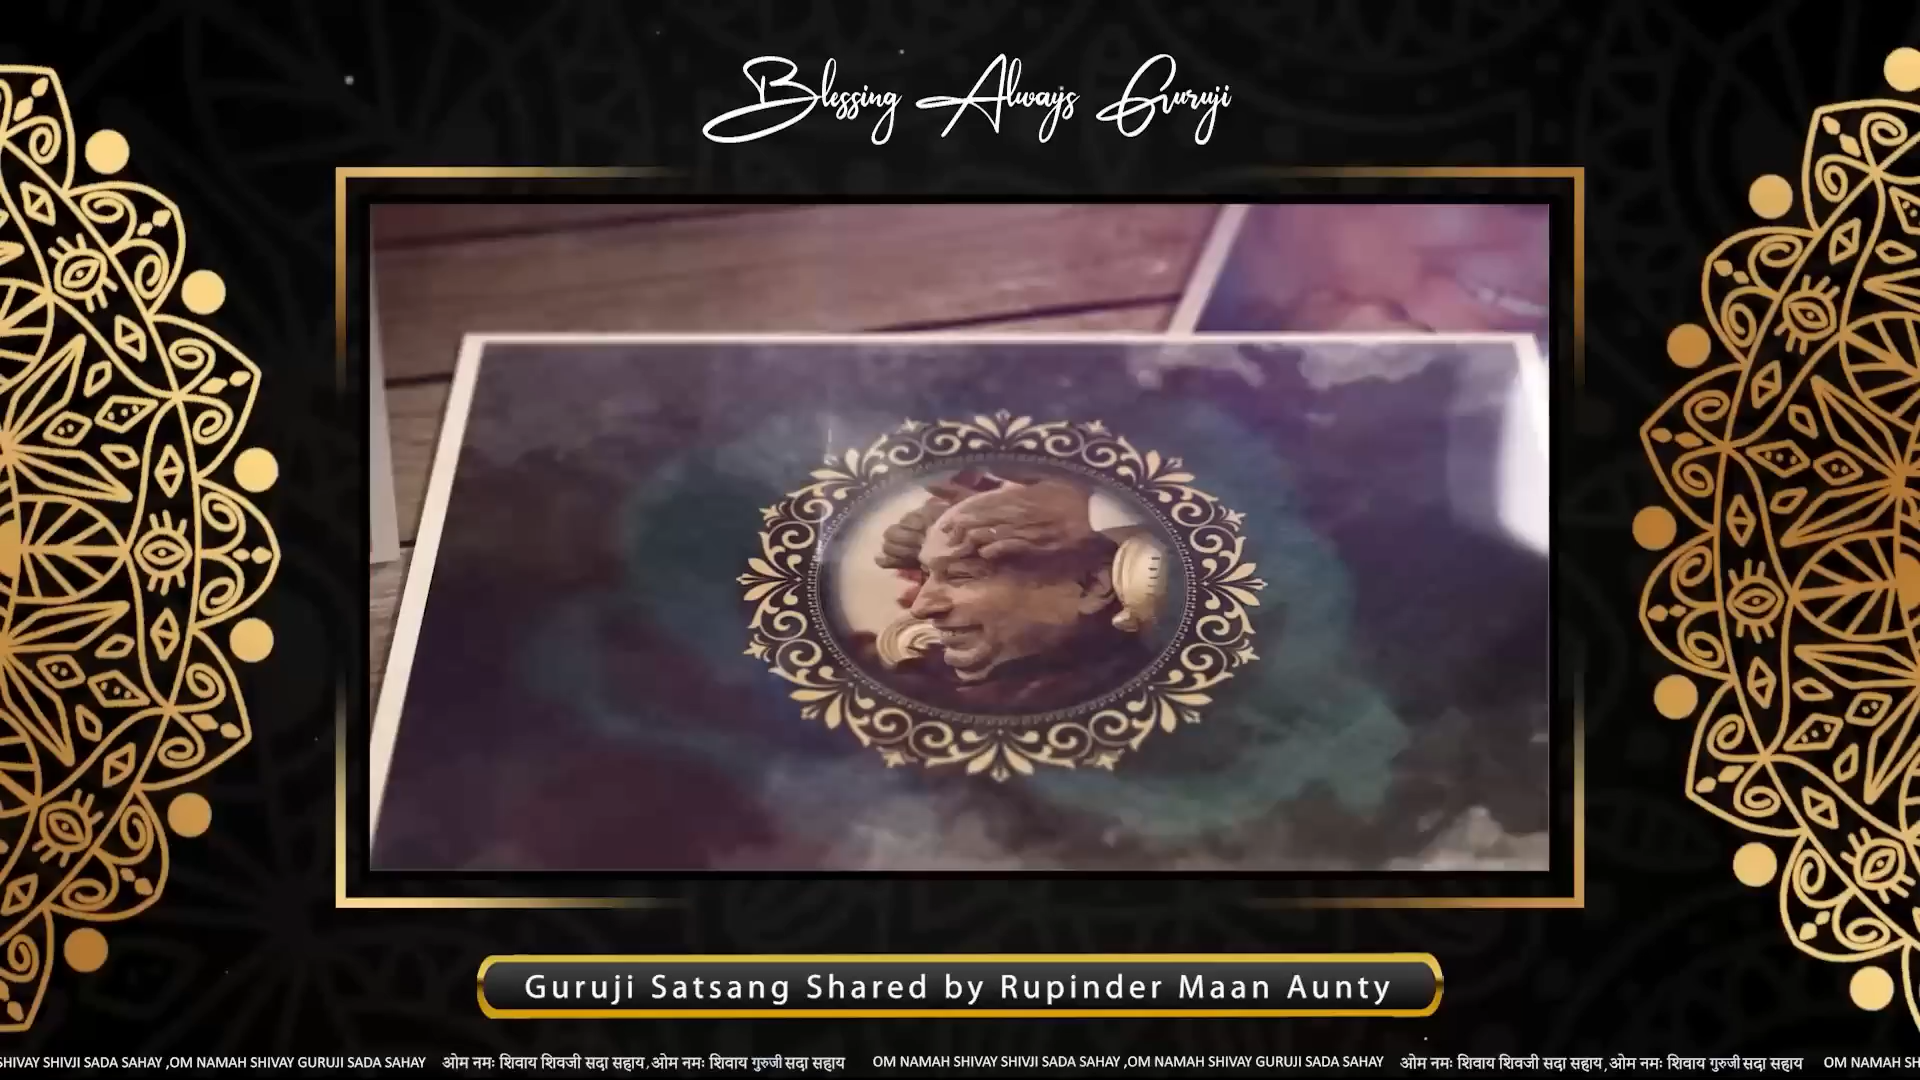 Blessing Always Guruji
Guruji Satsang Shared by Rupinder Maan Aunty
SHIVAY SHIVJI SADA SAHAY ,OM NAMAH SHIVAY GURUJI SADA SAHAY ओम नमः शिवाय शिवजी सदा सहाय,ओम नमः शिवाय गुरुजी सदा सहाय OM NAMAH SHIVAY SHIVJI SADA SAHAY ,OM NAMAH SHIVAY GURUJI SADA SAHAY ओम नमः शिवाय शिवजी सदा सहाय,ओम नमः शिवाय गुरुजी सदा सहाय OM NAMAH SH